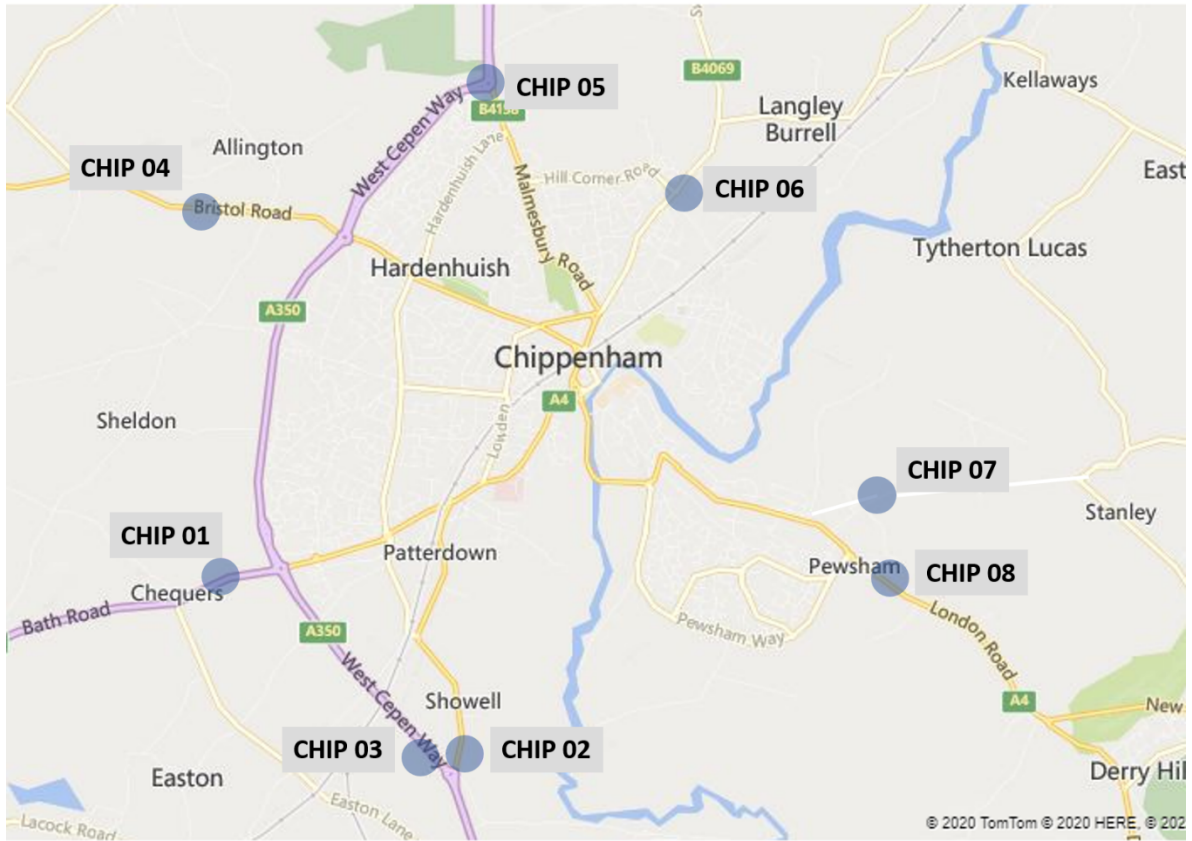 CHIP 05
B4069
Kellaways
Langley
Burrell
B4158
West Cepen Way
Allington
CHIP 04
Hardenhuish Lane
Malmesbury Road
Hill Corner Road
CHIP 06
East
Bristol Road
Tytherton Lucas
Hardenhuish
A350
Chippenham
A4
Sheldon
Lowden
CHIP 07
Stanley
CHIP 01
Patterdown
Pewsham
CHIP 08
Chequers
Bath Road
A350
Pewsham Way
London Road
West Cepen Way
Showell
A4
New
CHIP 03
CHIP 02
Easton
Derry Hil
Easton Lane
Lacock Road
© 2020 TomTom © 2020 HERE, © 202